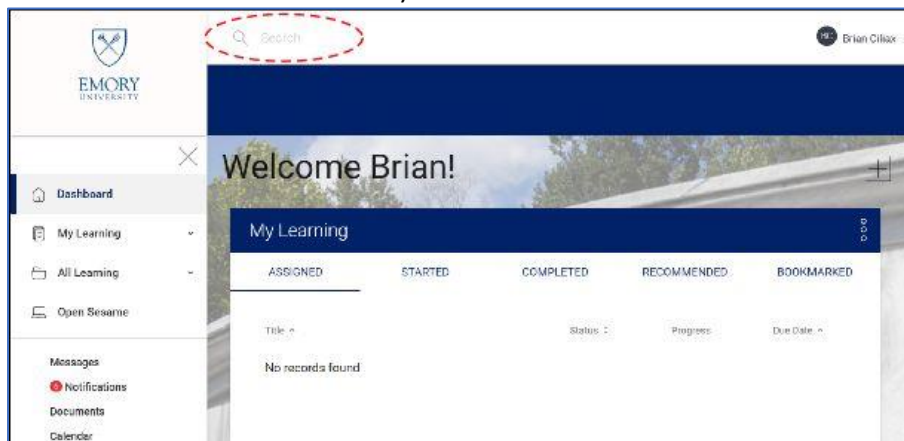 Search
Brian Ciliax
EMORY
UNIVERSITY
Welcome Brian!
Dashboard
My Learning
All Learning
Open Sesame
Messages
Notifications
Documents
Calendar
My Learning
ASSIGNED STARTED COMPLETED RECOMMENDED BOOKMARKED
Title Status Progress Due Date
No records found